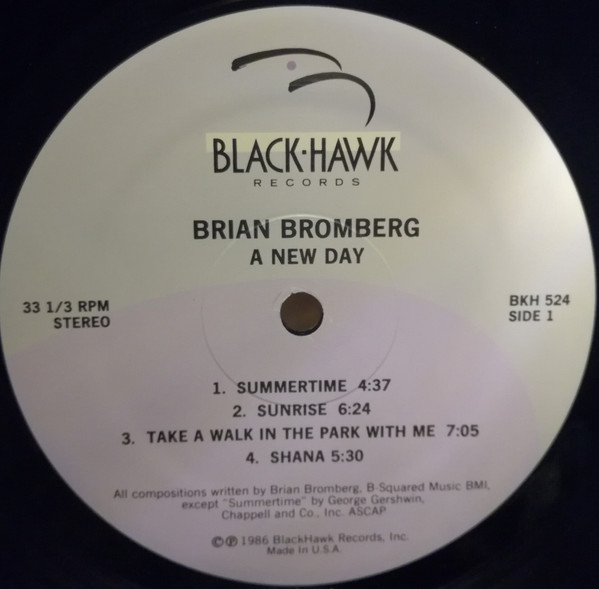 BLACK·HAWK
RECORDS
BRIAN BROMBERG
A NEW DAY
33 1/3 RPM
STEREO
BKH 524
SIDE 1
1. SUMMERTIME 4:37
2. SUNRISE 6:24
3. TAKE A WALK IN THE PARK WITH ME 7:05
4. SHANA 5:30
All compositions written by Brian Bromberg, B-Squared Music BMI,
except "Summertime" by George Gershwin,
Chappell and Co., Inc. ASCAP
©℗ 1986 BlackHawk Records, Inc.
Made in U.S.A.